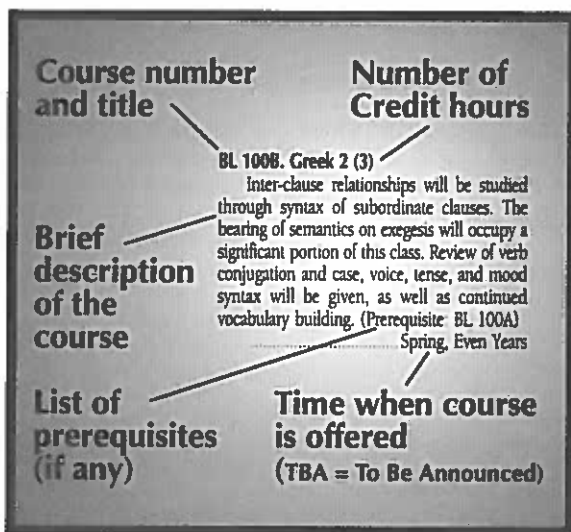 Course number
and title
Number of
Credit hours
BL 100B. Greek 2 (3)
Inter-clause relationships will be studied
through syntax of subordinate clauses. The
bearing of semantics on exegesis will occupy a
significant portion of this class. Review of verb
conjugation and case, voice, tense, and mood
syntax will be given, as well as continued
vocabulary building. (Prerequisite BL 100A)
Spring, Even Years
Brief
description
of the
course
List of
prerequisites
(if any)
Time when course
is offered
(TBA = To Be Announced)